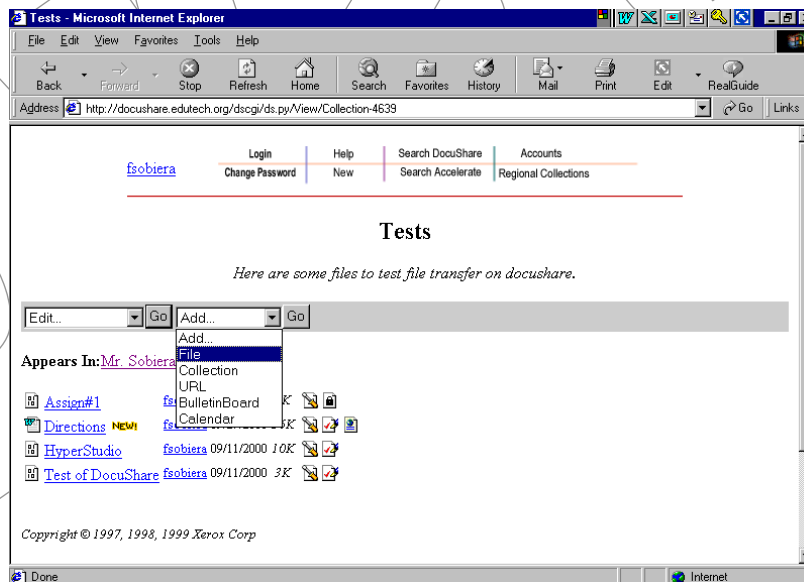 Tests - Microsoft Internet Explorer
File Edit View Favorites Tools Help
Back Forward Stop Refresh Home Search Favorites History Mail Print Edit RealGuide
Address http://docushare.edutech.org/dscgi/ds.py/View/Collection-4639 Go Links
Login Help Search DocuShare Accounts
fsobiera Change Password New Search Accelerate Regional Collections
Tests
Here are some files to test file transfer on docushare.
Edit... Go Add... Go
Add...
File
Appears In: Mr. Sobiera
Collection
URL
BulletinBoard
Calendar
Assign#1 K
Directions NEW! fsobiera 09/11/2000 K
HyperStudio fsobiera 09/11/2000 10K
Test of DocuShare fsobiera 09/11/2000 3K
Copyright © 1997, 1998, 1999 Xerox Corp
Done Internet